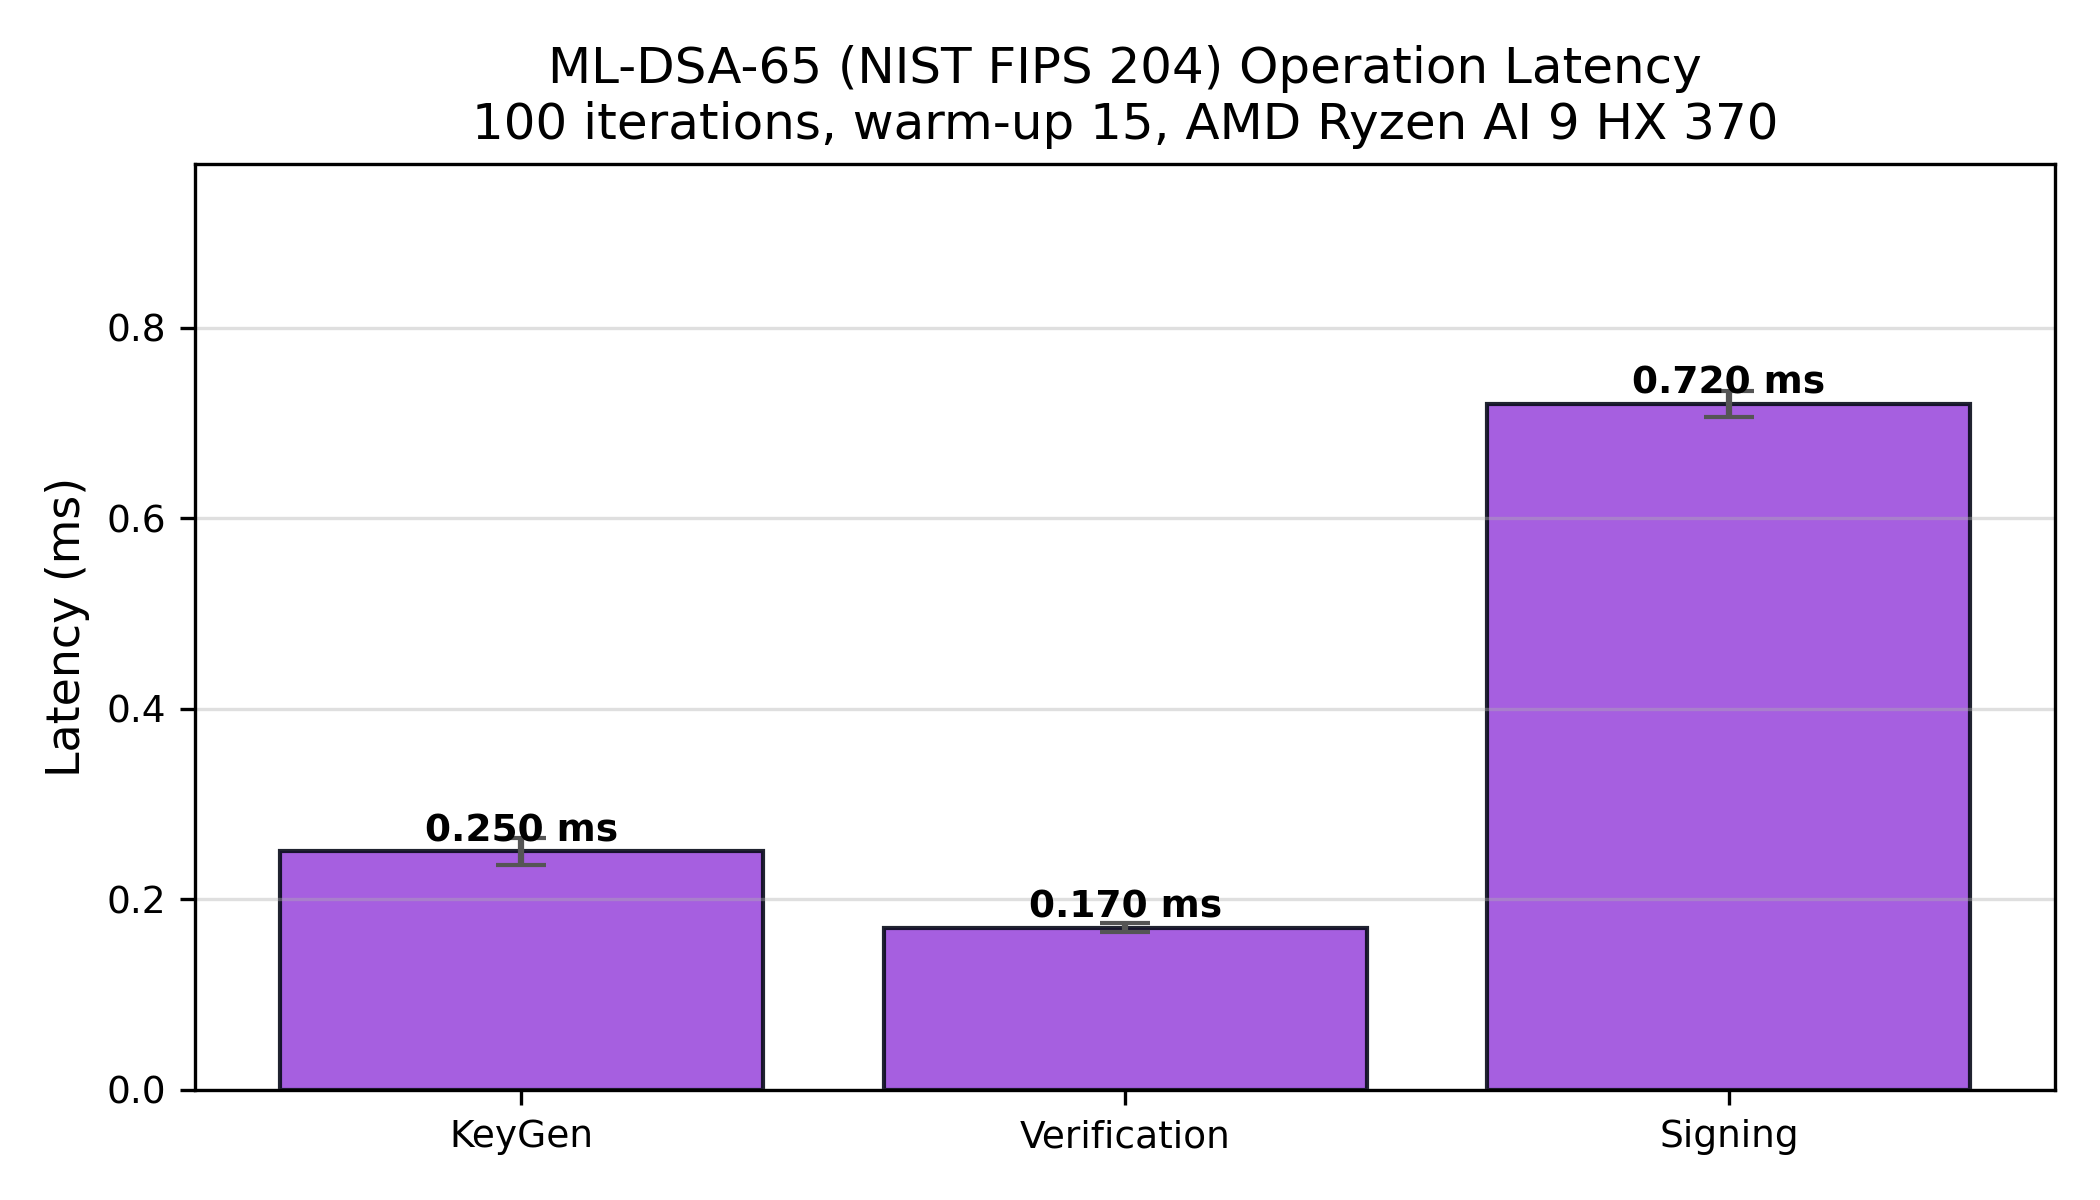 ML-DSA-65 (NIST FIPS 204) Operation Latency
100 iterations, warm-up 15, AMD Ryzen AI 9 HX 370
Latency (ms)
0.8
0.6
0.4
0.2
0.0
0.250 ms
0.170 ms
0.720 ms
KeyGen
Verification
Signing